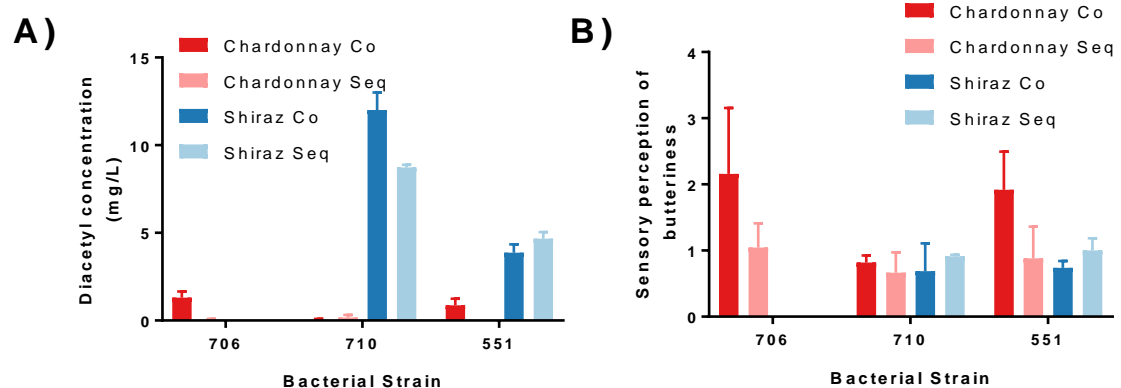 A)
Chardonnay Co
Chardonnay Seq
Shiraz Co
Shiraz Seq
Diacetyl concentration
(mg/L)
15
10
5
0
706
710
551
Bacterial Strain
B)
Chardonnay Co
Chardonnay Seq
Shiraz Co
Shiraz Seq
Sensory perception of
butteriness
4
3
2
1
0
706
710
551
Bacterial Strain